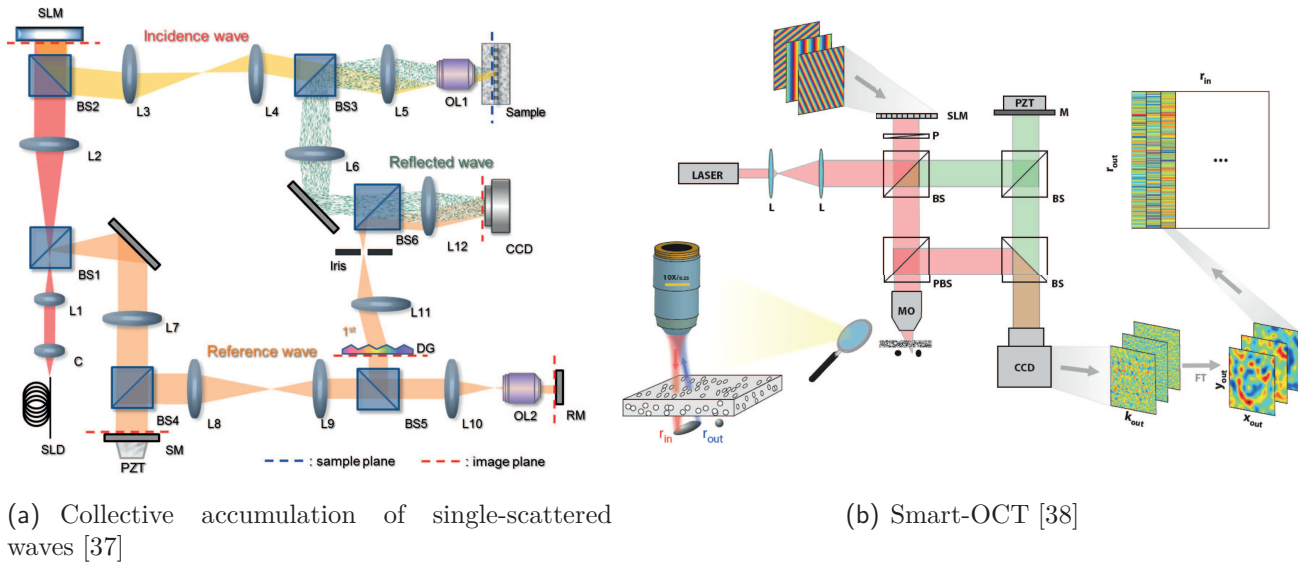 SLM
Incidence wave
BS2
L3
L4
BS3
L5
OL1
Sample
L2
L6
Reflected wave
BS1
BS6
L12
CCD
Iris
L1
L7
L11
C
1st
DG
Reference wave
SLD
BS4
L8
L9
BS5
L10
OL2
RM
PZT
SM
: sample plane
: image plane
(a) Collective accumulation of single-scattered
waves [37]
SLM
P
PZT
M
LASER
L
L
BS
BS
PBS
BS
MO
CCD
10X/0.25
r_in
r_out
r_in
r_out
...
k_out
FT
y_out
x_out
(b) Smart-OCT [38]